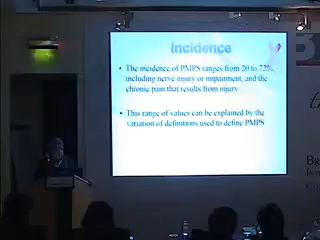 Incidence
• The incidence of PMPS ranges from 20 to 72%,
including nerve injury or impairment, and the
chronic pain that results from injury
• This range of values can be explained by the
variation of definitions used to define PMPS